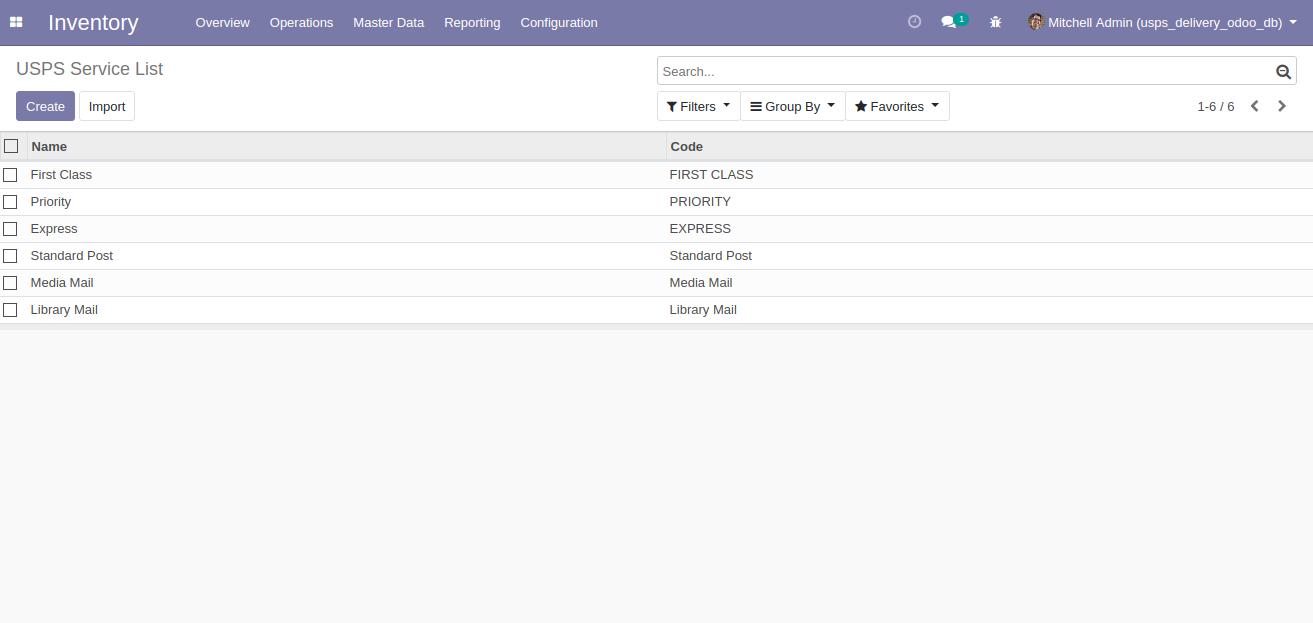 Inventory Overview Operations Master Data Reporting Configuration 1 Mitchell Admin (usps_delivery_odoo_db)
USPS Service List
Search...
Create Import Filters Group By Favorites 1-6 / 6
Name Code
First Class FIRST CLASS
Priority PRIORITY
Express EXPRESS
Standard Post Standard Post
Media Mail Media Mail
Library Mail Library Mail